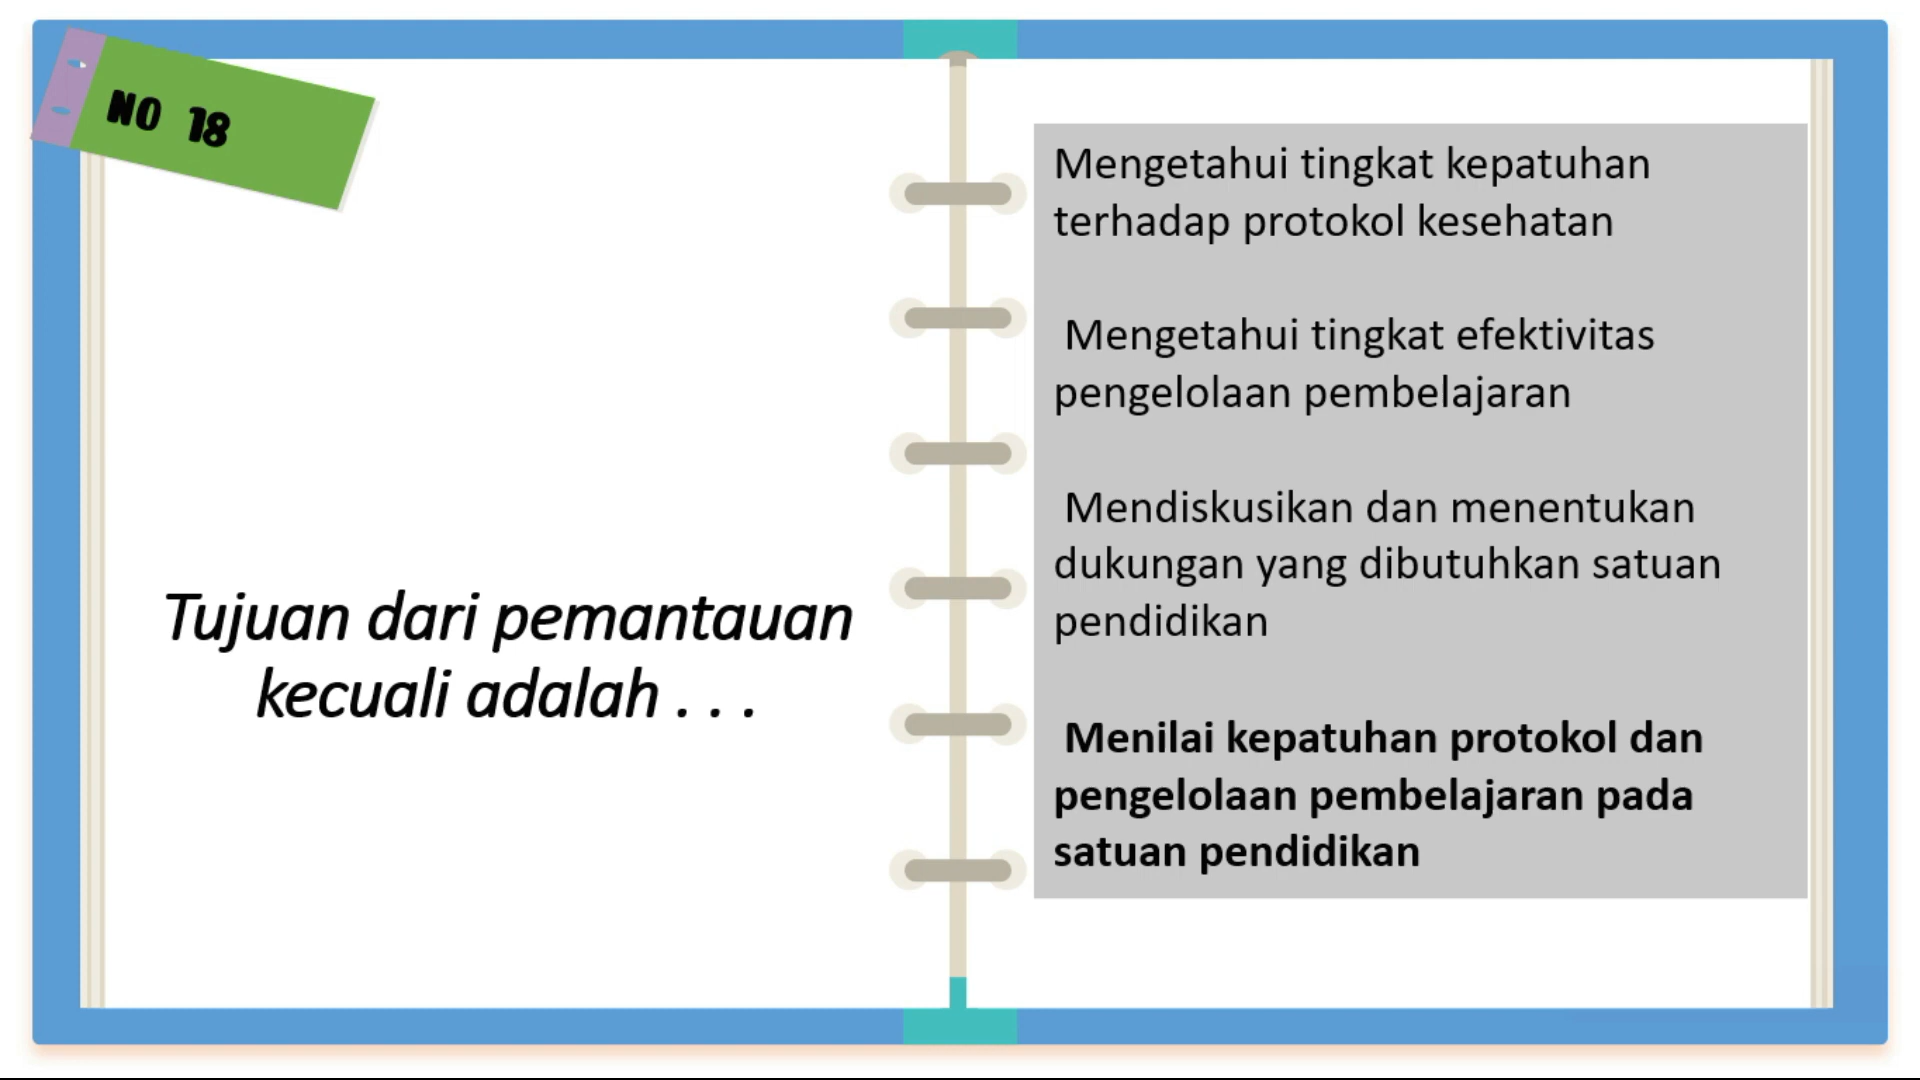 NO 18
Tujuan dari pemantauan
kecuali adalah . . .
Mengetahui tingkat kepatuhan
terhadap protokol kesehatan
Mengetahui tingkat efektivitas
pengelolaan pembelajaran
Mendiskusikan dan menentukan
dukungan yang dibutuhkan satuan
pendidikan
Menilai kepatuhan protokol dan
pengelolaan pembelajaran pada
satuan pendidikan